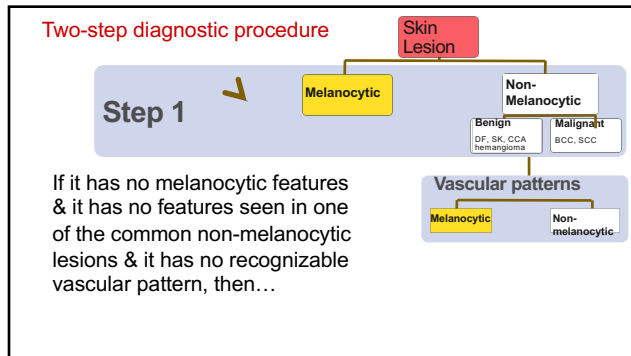 Two-step diagnostic procedure
Skin
Lesion
Step 1
Melanocytic
Non-
Melanocytic
Benign
DF, SK, CCA
hemangioma
Malignant
BCC, SCC
Vascular patterns
Melanocytic
Non-
melanocytic
If it has no melanocytic features
& it has no features seen in one
of the common non-melanocytic
lesions & it has no recognizable
vascular pattern, then…